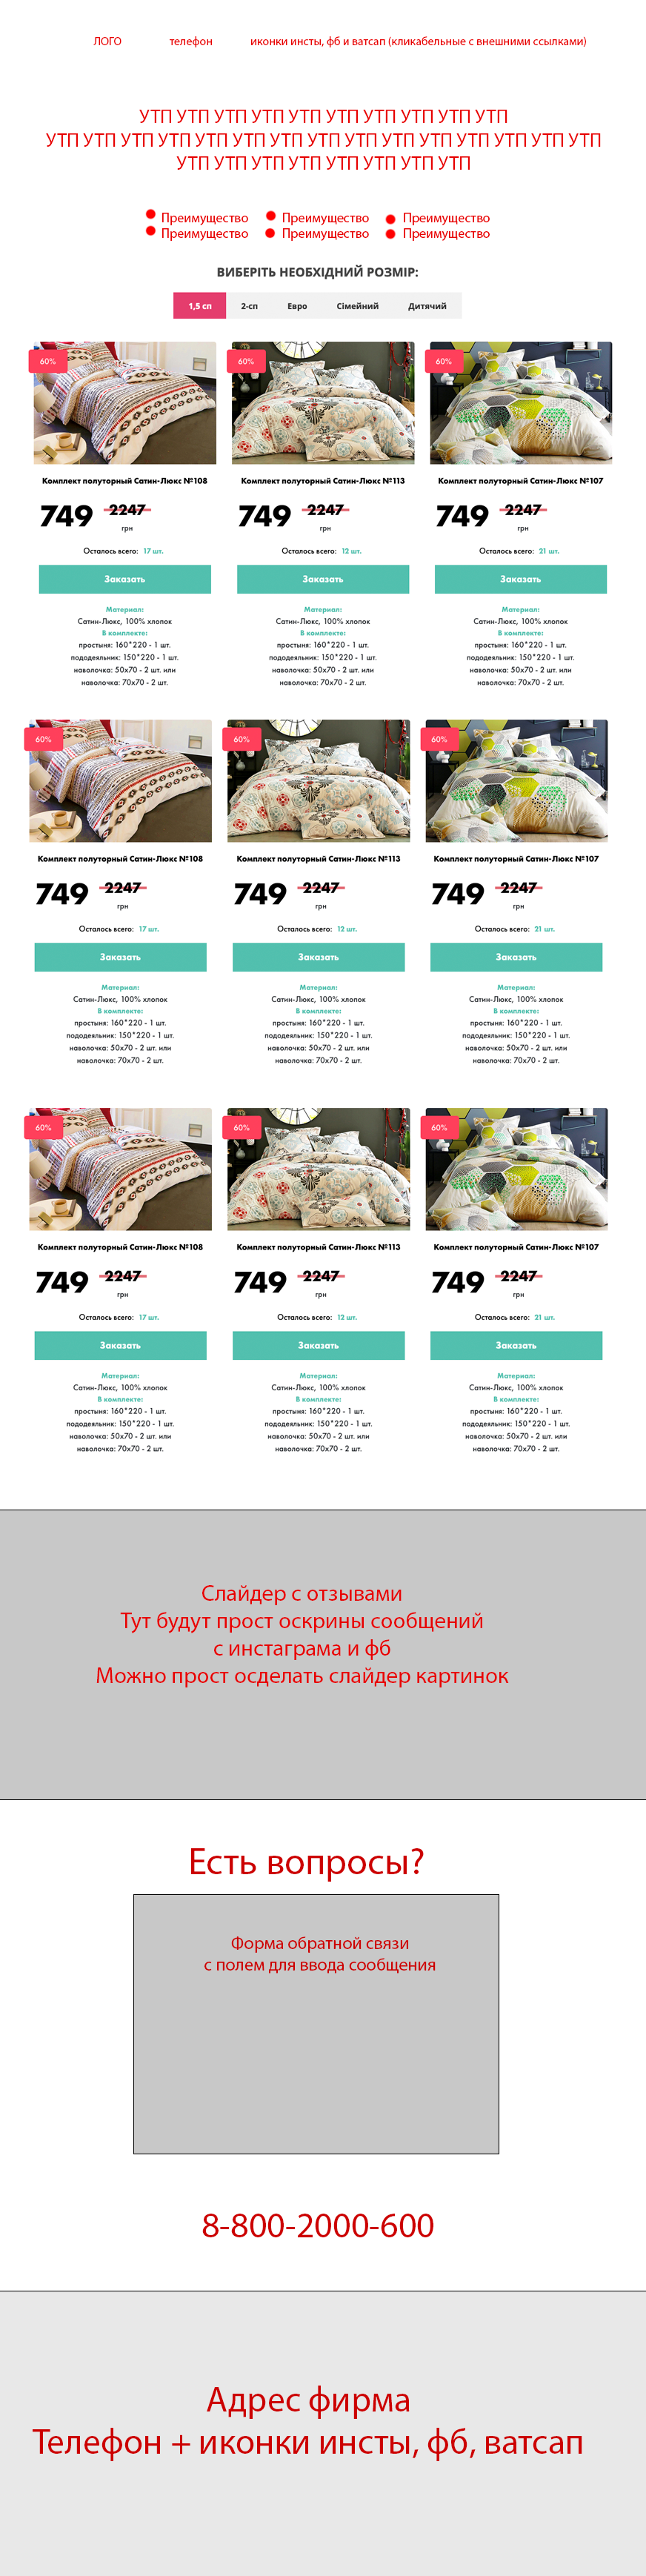 ЛОГО телефон иконки инсты, фб и ватсап (кликабельные с внешними ссылками)
УТП УТП УТП УТП УТП УТП УТП УТП УТП УТП
УТП УТП УТП УТП УТП УТП УТП УТП УТП УТП УТП УТП УТП УТП УТП
УТП УТП УТП УТП УТП УТП УТП УТП
Преимущество Преимущество Преимущество
Преимущество Преимущество Преимущество
ВИБЕРІТЬ НЕОБХІДНИЙ РОЗМІР:
1,5 сп 2-сп Евро Сімейний Дитячий
60% 60% 60%
Комплект полуторный Сатин-Люкс №108 Комплект полуторный Сатин-Люкс №113 Комплект полуторный Сатин-Люкс №107
749 2247 749 2247 749 2247
грн грн грн
Осталось всего: 17 шт. Осталось всего: 12 шт. Осталось всего: 21 шт.
Заказать Заказать Заказать
Материал: Материал: Материал:
Сатин-Люкс, 100% хлопок Сатин-Люкс, 100% хлопок Сатин-Люкс, 100% хлопок
В комплекте: В комплекте: В комплекте:
простыня: 160*220 - 1 шт. простыня: 160*220 - 1 шт. простыня: 160*220 - 1 шт.
пододеяльник: 150*220 - 1 шт. пододеяльник: 150*220 - 1 шт. пододеяльник: 150*220 - 1 шт.
наволочка: 50х70 - 2 шт. или наволочка: 50х70 - 2 шт. или наволочка: 50х70 - 2 шт. или
наволочка: 70х70 - 2 шт. наволочка: 70х70 - 2 шт. наволочка: 70х70 - 2 шт.
60% 60% 60%
Комплект полуторный Сатин-Люкс №108 Комплект полуторный Сатин-Люкс №113 Комплект полуторный Сатин-Люкс №107
749 2247 749 2247 749 2247
грн грн грн
Осталось всего: 17 шт. Осталось всего: 12 шт. Осталось всего: 21 шт.
Заказать Заказать Заказать
Материал: Материал: Материал:
Сатин-Люкс, 100% хлопок Сатин-Люкс, 100% хлопок Сатин-Люкс, 100% хлопок
В комплекте: В комплекте: В комплекте:
простыня: 160*220 - 1 шт. простыня: 160*220 - 1 шт. простыня: 160*220 - 1 шт.
пододеяльник: 150*220 - 1 шт. пододеяльник: 150*220 - 1 шт. пододеяльник: 150*220 - 1 шт.
наволочка: 50х70 - 2 шт. или наволочка: 50х70 - 2 шт. или наволочка: 50х70 - 2 шт. или
наволочка: 70х70 - 2 шт. наволочка: 70х70 - 2 шт. наволочка: 70х70 - 2 шт.
60% 60% 60%
Комплект полуторный Сатин-Люкс №108 Комплект полуторный Сатин-Люкс №113 Комплект полуторный Сатин-Люкс №107
749 2247 749 2247 749 2247
грн грн грн
Осталось всего: 17 шт. Осталось всего: 12 шт. Осталось всего: 21 шт.
Заказать Заказать Заказать
Материал: Материал: Материал:
Сатин-Люкс, 100% хлопок Сатин-Люкс, 100% хлопок Сатин-Люкс, 100% хлопок
В комплекте: В комплекте: В комплекте:
простыня: 160*220 - 1 шт. простыня: 160*220 - 1 шт. простыня: 160*220 - 1 шт.
пододеяльник: 150*220 - 1 шт. пододеяльник: 150*220 - 1 шт. пододеяльник: 150*220 - 1 шт.
наволочка: 50х70 - 2 шт. или наволочка: 50х70 - 2 шт. или наволочка: 50х70 - 2 шт. или
наволочка: 70х70 - 2 шт. наволочка: 70х70 - 2 шт. наволочка: 70х70 - 2 шт.
Слайдер с отзывами
Тут будут прост оскрины сообщений
с инстаграма и фб
Можно прост осделать слайдер картинок
Есть вопросы?
Форма обратной связи
с полем для ввода сообщения
8-800-2000-600
Адрес фирма
Телефон + иконки инсты, фб, ватсап